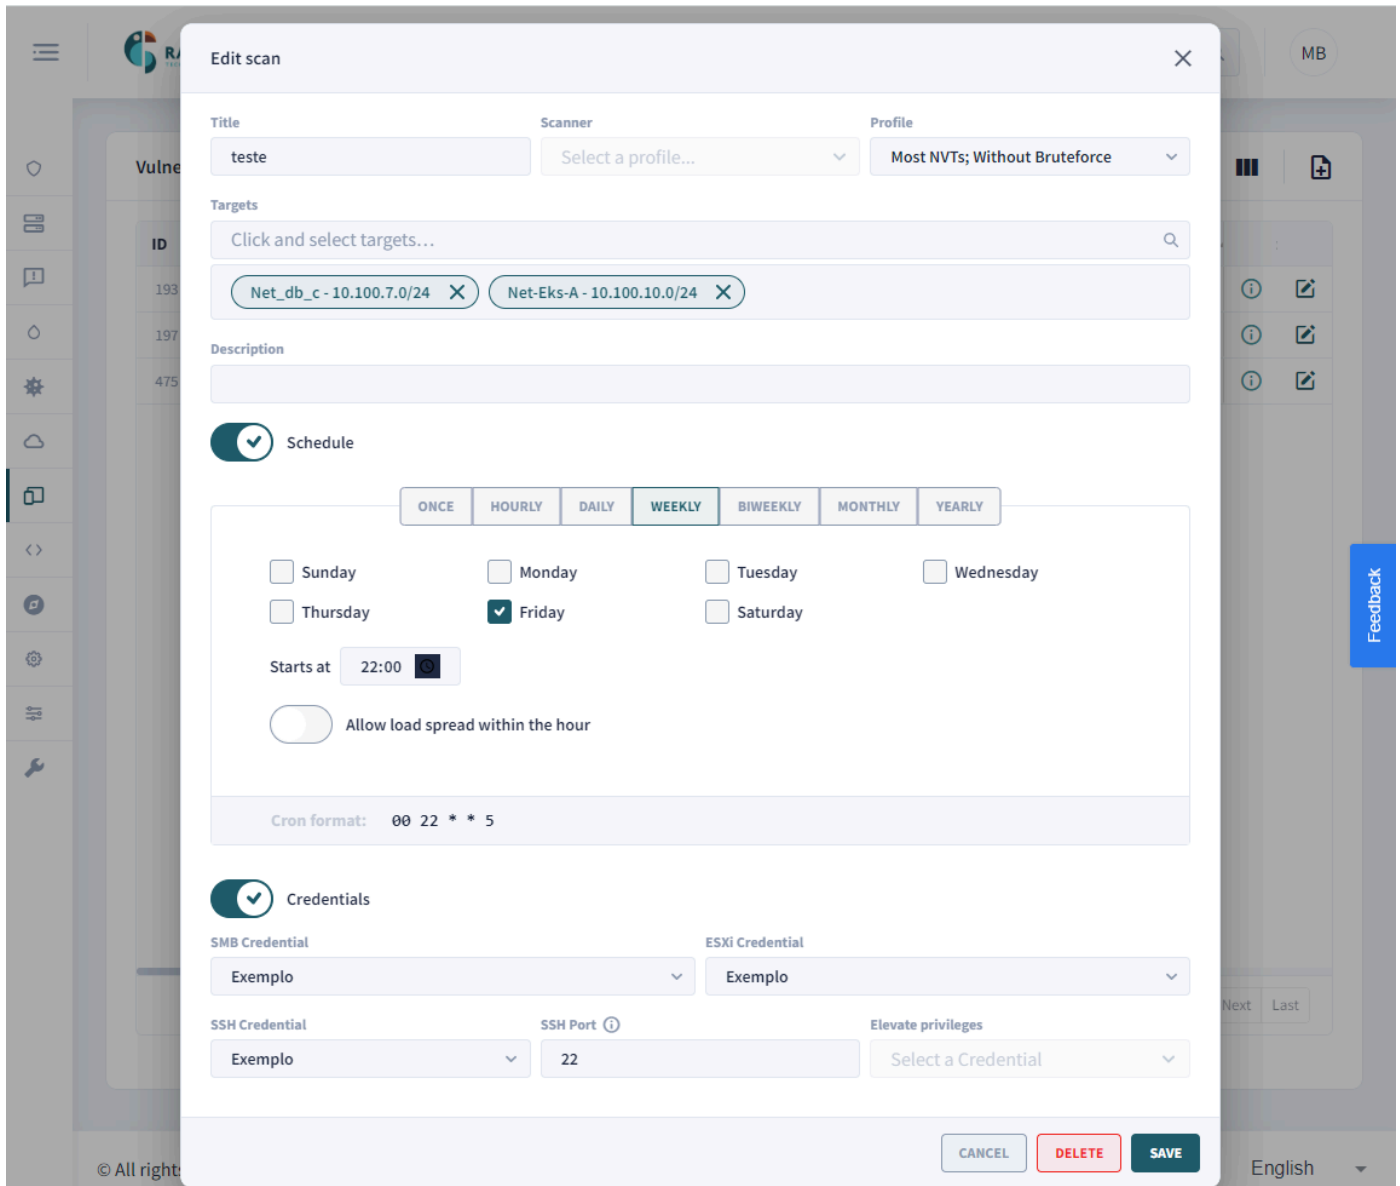 RA
MB
Edit scan
Title
Scanner
Profile
teste
Select a profile...
Most NVTs; Without Bruteforce
Vulne
Targets
Click and select targets...
ID
Net_db_c - 10.100.7.0/24
Net-Eks-A - 10.100.10.0/24
193
197
475
Description
Schedule
ONCE
HOURLY
DAILY
WEEKLY
BIWEEKLY
MONTHLY
YEARLY
Sunday
Monday
Tuesday
Wednesday
Thursday
Friday
Saturday
Starts at
22:00
Allow load spread within the hour
Cron format: 00 22 * * 5
Feedback
Credentials
SMB Credential
ESXi Credential
Exemplo
Exemplo
Next
Last
SSH Credential
SSH Port
Elevate privileges
Exemplo
22
Select a Credential
CANCEL
DELETE
SAVE
© All rights
English